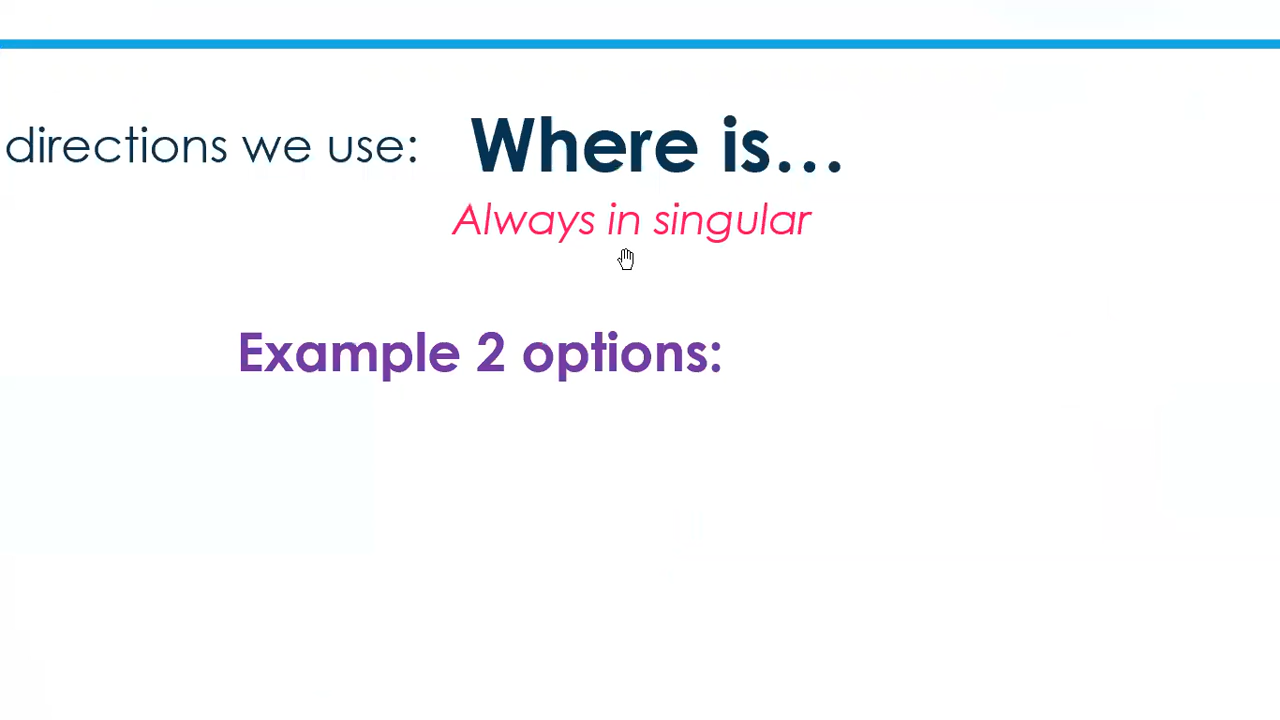 directions we use: Where is...
Always in singular
Example 2 options: